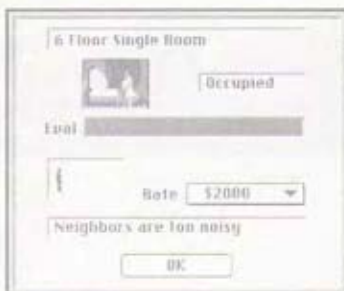 6 Floor Single Room
Occupied
Eval
Rate $2000
Neighbors are Too noisy
OK